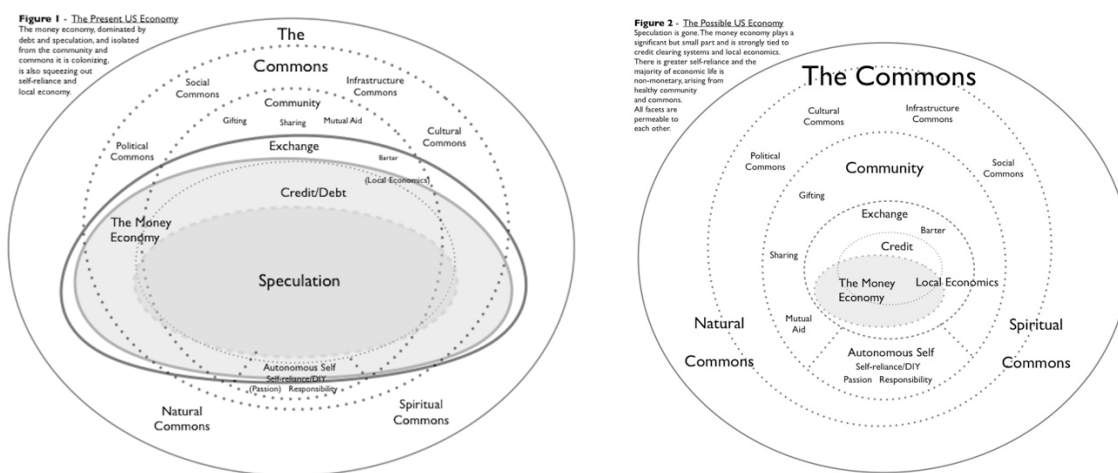 Figure 1 - The Present US Economy
The money economy, dominated by
debt and speculation, and isolated
from the community and
commons it is colonizing,
is also squeezing out
self-reliance and
local economy.
The
Commons
Social
Commons
Infrastructure
Commons
Community
Gifting
Sharing
Mutual Aid
Political
Commons
Cultural
Commons
Exchange
Barter
(Local Economics)
Credit/Debt
The Money
Economy
Speculation
Autonomous Self
Self-reliance/DIY
(Passion) Responsibility
Natural
Commons
Spiritual
Commons
Figure 2 - The Possible US Economy
Speculation is gone. The money economy plays a
significant but small part and is strongly tied to
credit clearing systems and local economics.
There is greater self-reliance and the
majority of economic life is
non-monetary, arising from
healthy community
and commons.
All facets are
permeable to
each other.
The Commons
Cultural
Commons
Infrastructure
Commons
Political
Commons
Social
Commons
Community
Gifting
Exchange
Barter
Credit
Sharing
The Money
Economy
Local Economics
Mutual
Aid
Natural
Commons
Spiritual
Commons
Autonomous Self
Self-reliance/DIY
Passion Responsibility